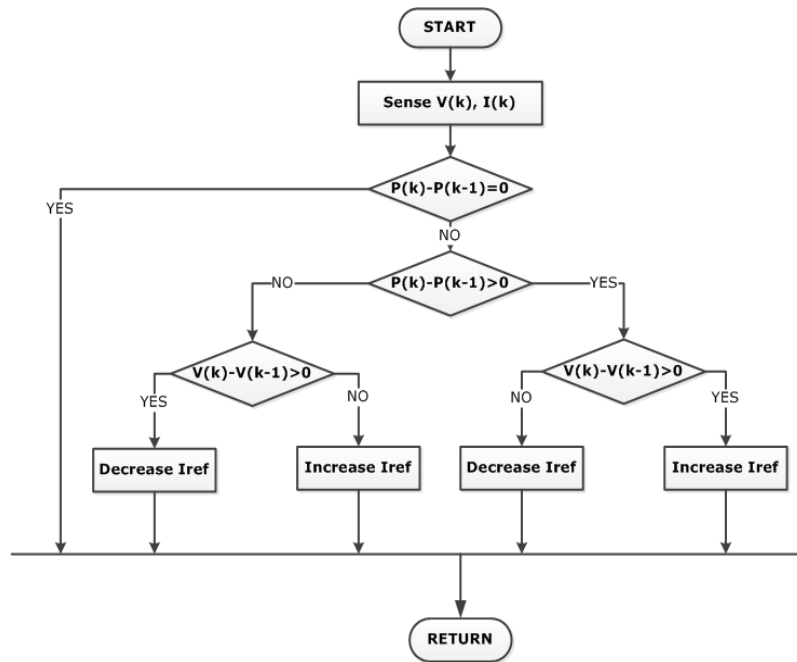 START
Sense V(k), I(k)
P(k)-P(k-1)=0
YES
NO
P(k)-P(k-1)>0
NO
YES
V(k)-V(k-1)>0
V(k)-V(k-1)>0
YES
NO
NO
YES
Decrease Iref
Increase Iref
Decrease Iref
Increase Iref
RETURN